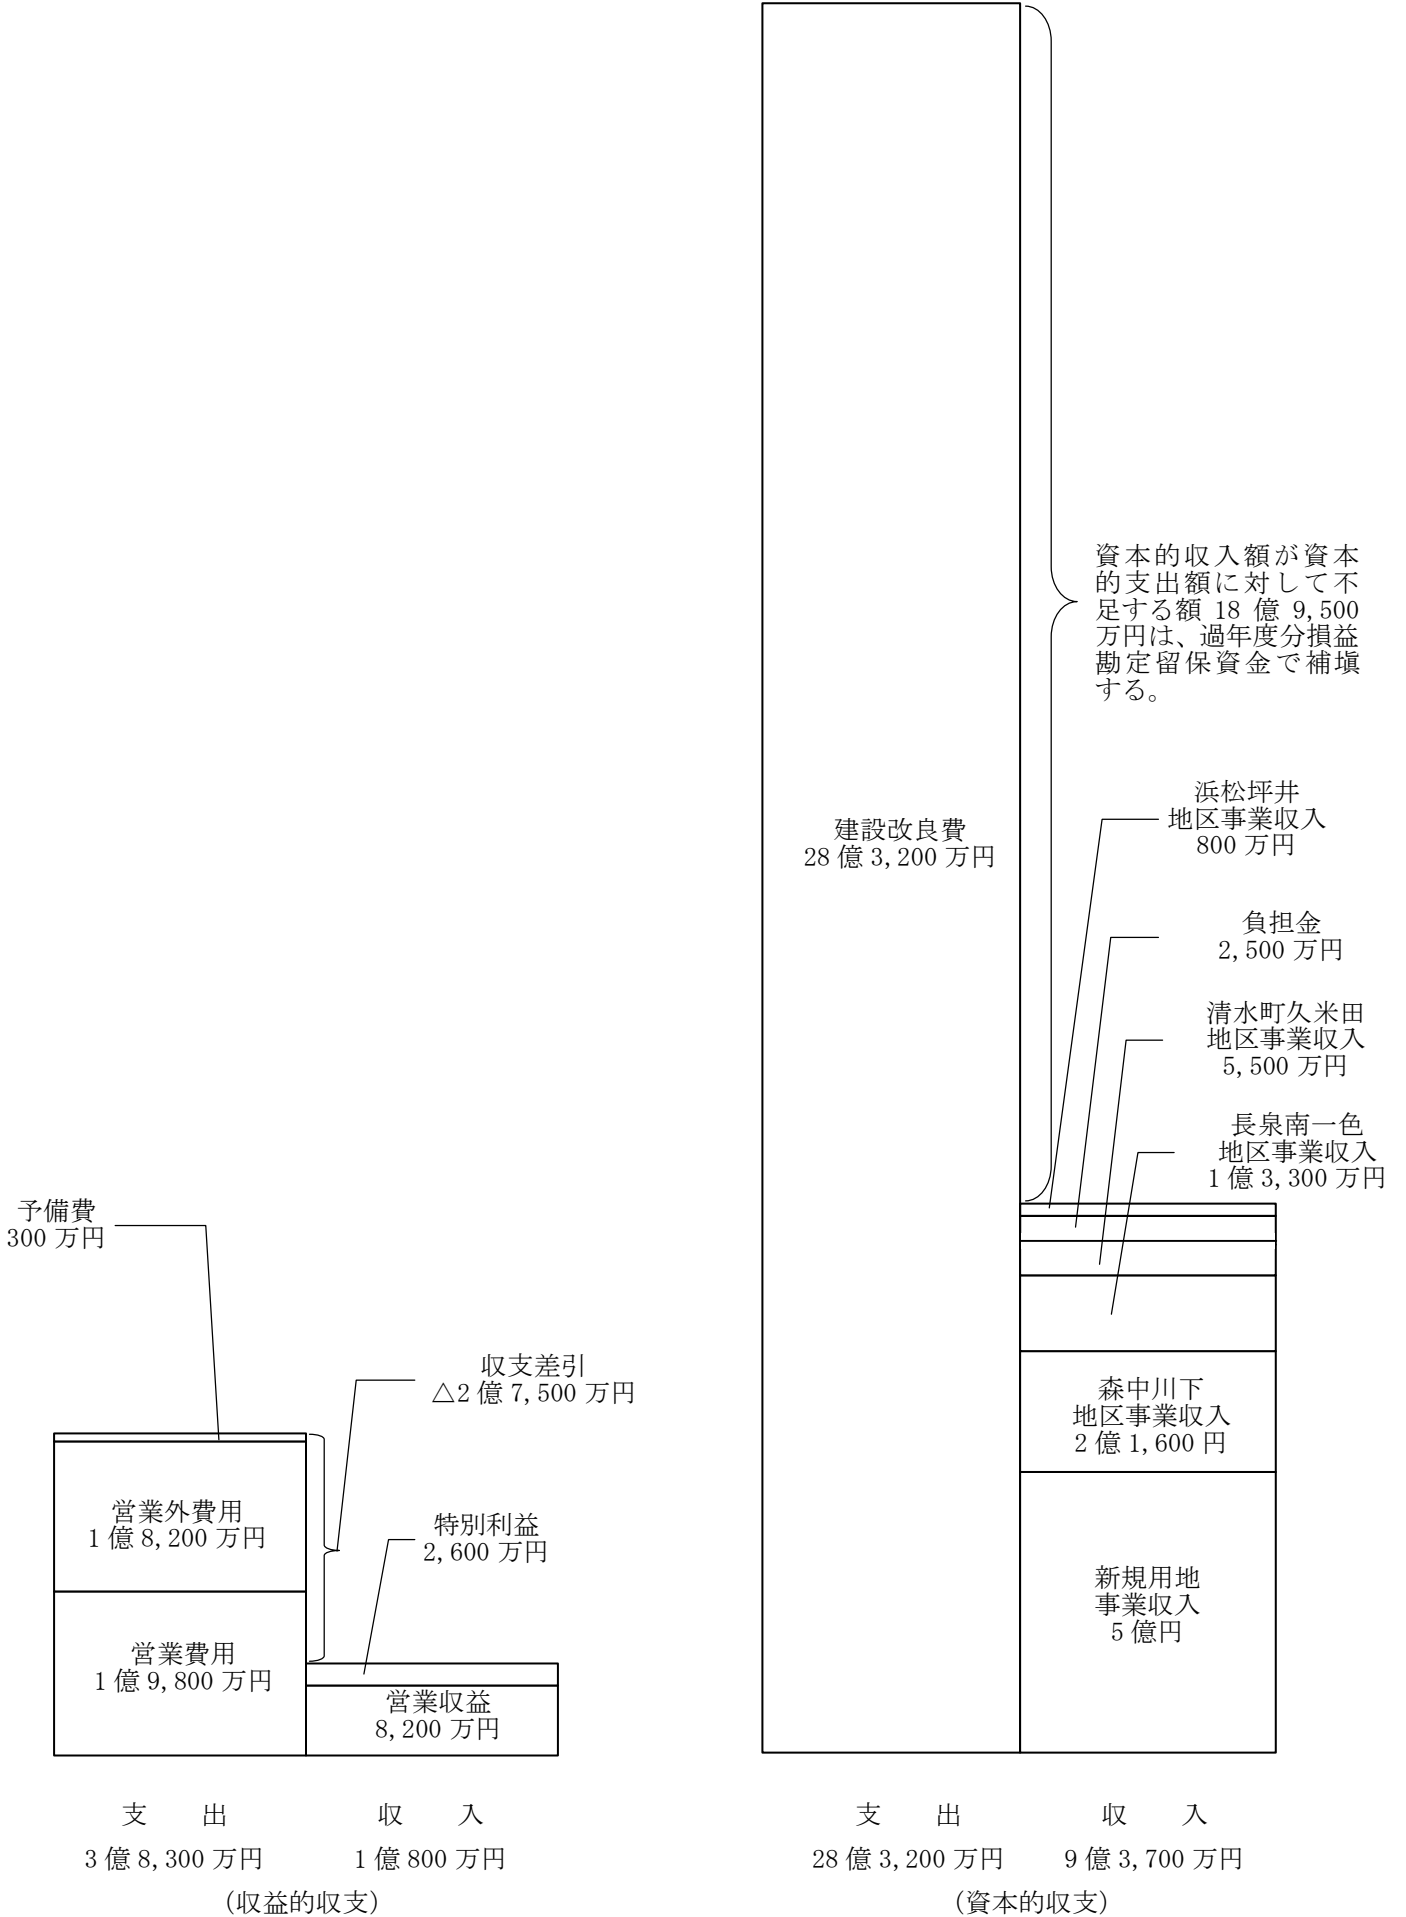 資本的収入額が資本
的支出額に対して不
足する額 18 億 9,500
万円は、過年度分損益
勘定留保資金で補塡
する。
建設改良費
28 億 3,200 万円
浜松坪井
地区事業収入
800 万円
負担金
2,500 万円
清水町久米田
地区事業収入
5,500 万円
長泉南一色
地区事業収入
1 億 3,300 万円
森中川下
地区事業収入
2 億 1,600 円
新規用地
事業収入
5 億円
予備費
300 万円
収支差引
△2 億 7,500 万円
営業外費用
1 億 8,200 万円
特別利益
2,600 万円
営業費用
1 億 9,800 万円
営業収益
8,200 万円
支 出
収 入
3 億 8,300 万円
1 億 800 万円
（収益的収支）
支 出
収 入
28 億 3,200 万円
9 億 3,700 万円
（資本的収支）